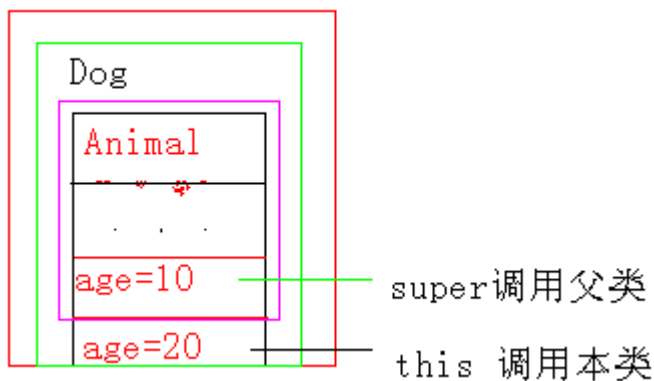 Dog
Animal
. . .
age=10
super调用父类
age=20
this 调用本类